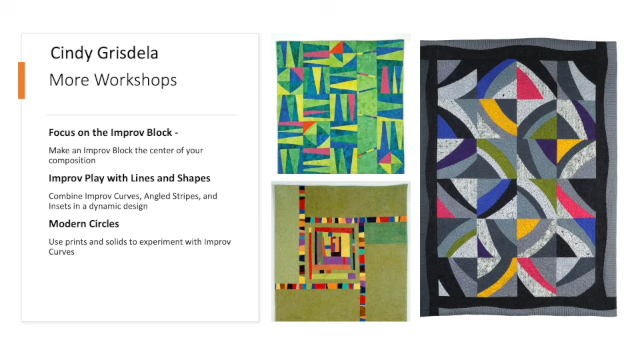 Cindy Grisdela
More Workshops
Focus on the Improv Block -
Make an Improv Block the center of your
composition
Improv Play with Lines and Shapes
Combine Improv Curves, Angled Stripes, and
Insets in a dynamic design
Modern Circles
Use prints and solids to experiment with Improv
Curves